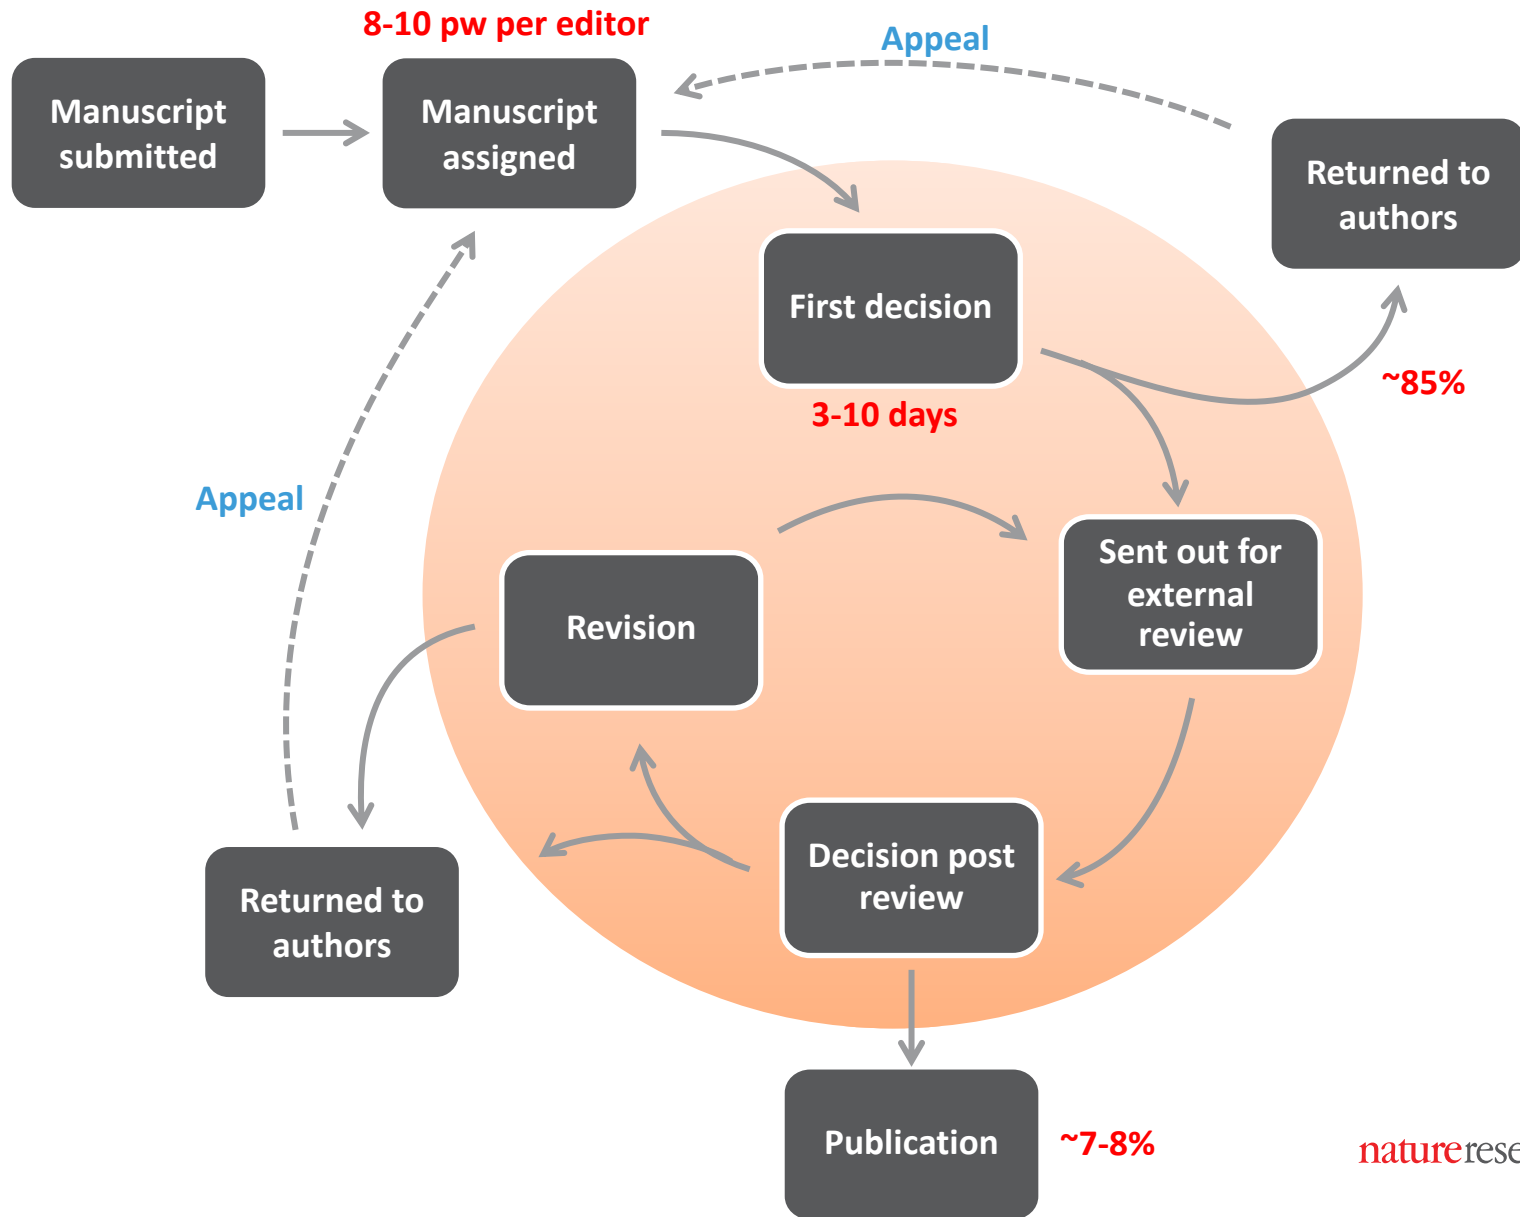 8-10 pw per editor
Appeal
Manuscript
submitted
Manuscript
assigned
Returned to
authors
First decision
~85%
3-10 days
Appeal
Sent out for
external
review
Revision
Decision post
review
Returned to
authors
Publication
~7-8%
naturerese